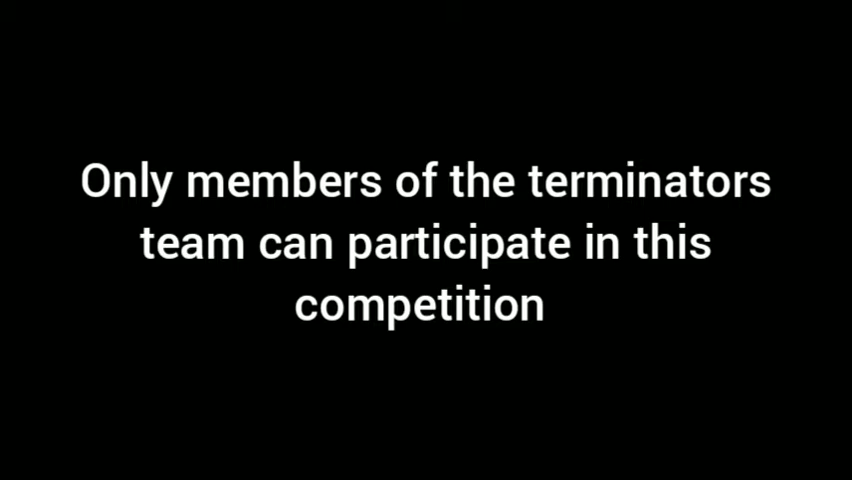 Only members of the terminators
team can participate in this
competition